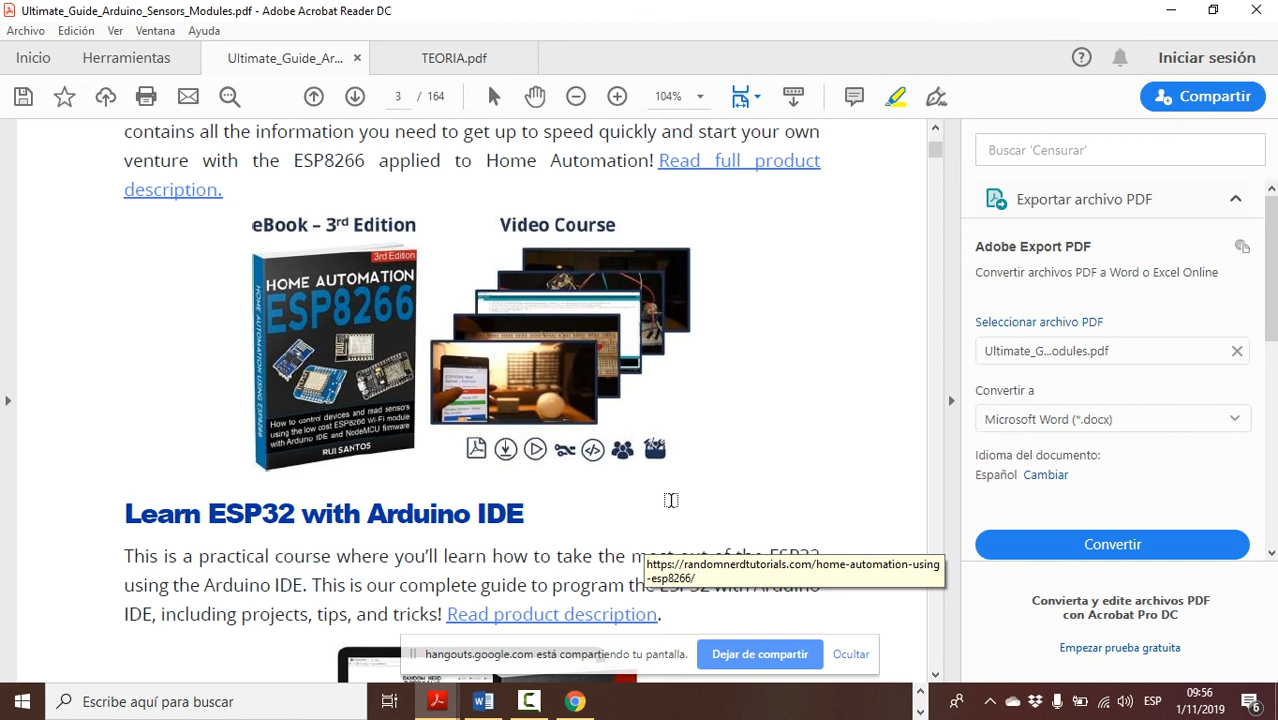 Ultimate_Guide_Arduino_Sensors_Modules.pdf - Adobe Acrobat Reader DC
Archivo Edición Ver Ventana Ayuda
Inicio Herramientas Ultimate_Guide_Ar... TEORIA.pdf Iniciar sesión
3 / 164 104% Compartir
contains all the information you need to get up to speed quickly and start your own
venture with the ESP8266 applied to Home Automation! Read full product
description.
eBook – 3rd Edition
Video Course
3rd Edition
HOME AUTOMATION
ESP8266
HOME AUTOMATION USING ESP8266
How to control devices and read sensors
using the low cost ESP8266 Wi-Fi module
with Arduino IDE and NodeMCU firmware
RUI SANTOS
Learn ESP32 with Arduino IDE
This is a practical course where you’ll learn how to take the most out of the ESP32
using the Arduino IDE. This is our complete guide to program the ESP32 with Arduino
IDE, including projects, tips, and tricks! Read product description.
https://randomnerdtutorials.com/home-automation-using
-esp8266/
hangouts.google.com está compartiendo tu pantalla. Dejar de compartir Ocultar
Buscar 'Censurar'
Exportar archivo PDF
Adobe Export PDF
Convertir archivos PDF a Word o Excel Online
Seleccionar archivo PDF
Ultimate_G...odules.pdf
Convertir a
Microsoft Word (*.docx)
Idioma del documento:
Español Cambiar
Convertir
Convierta y edite archivos PDF
con Acrobat Pro DC
Empezar prueba gratuita
Escribe aquí para buscar
ESP
09:56
1/11/2019
6